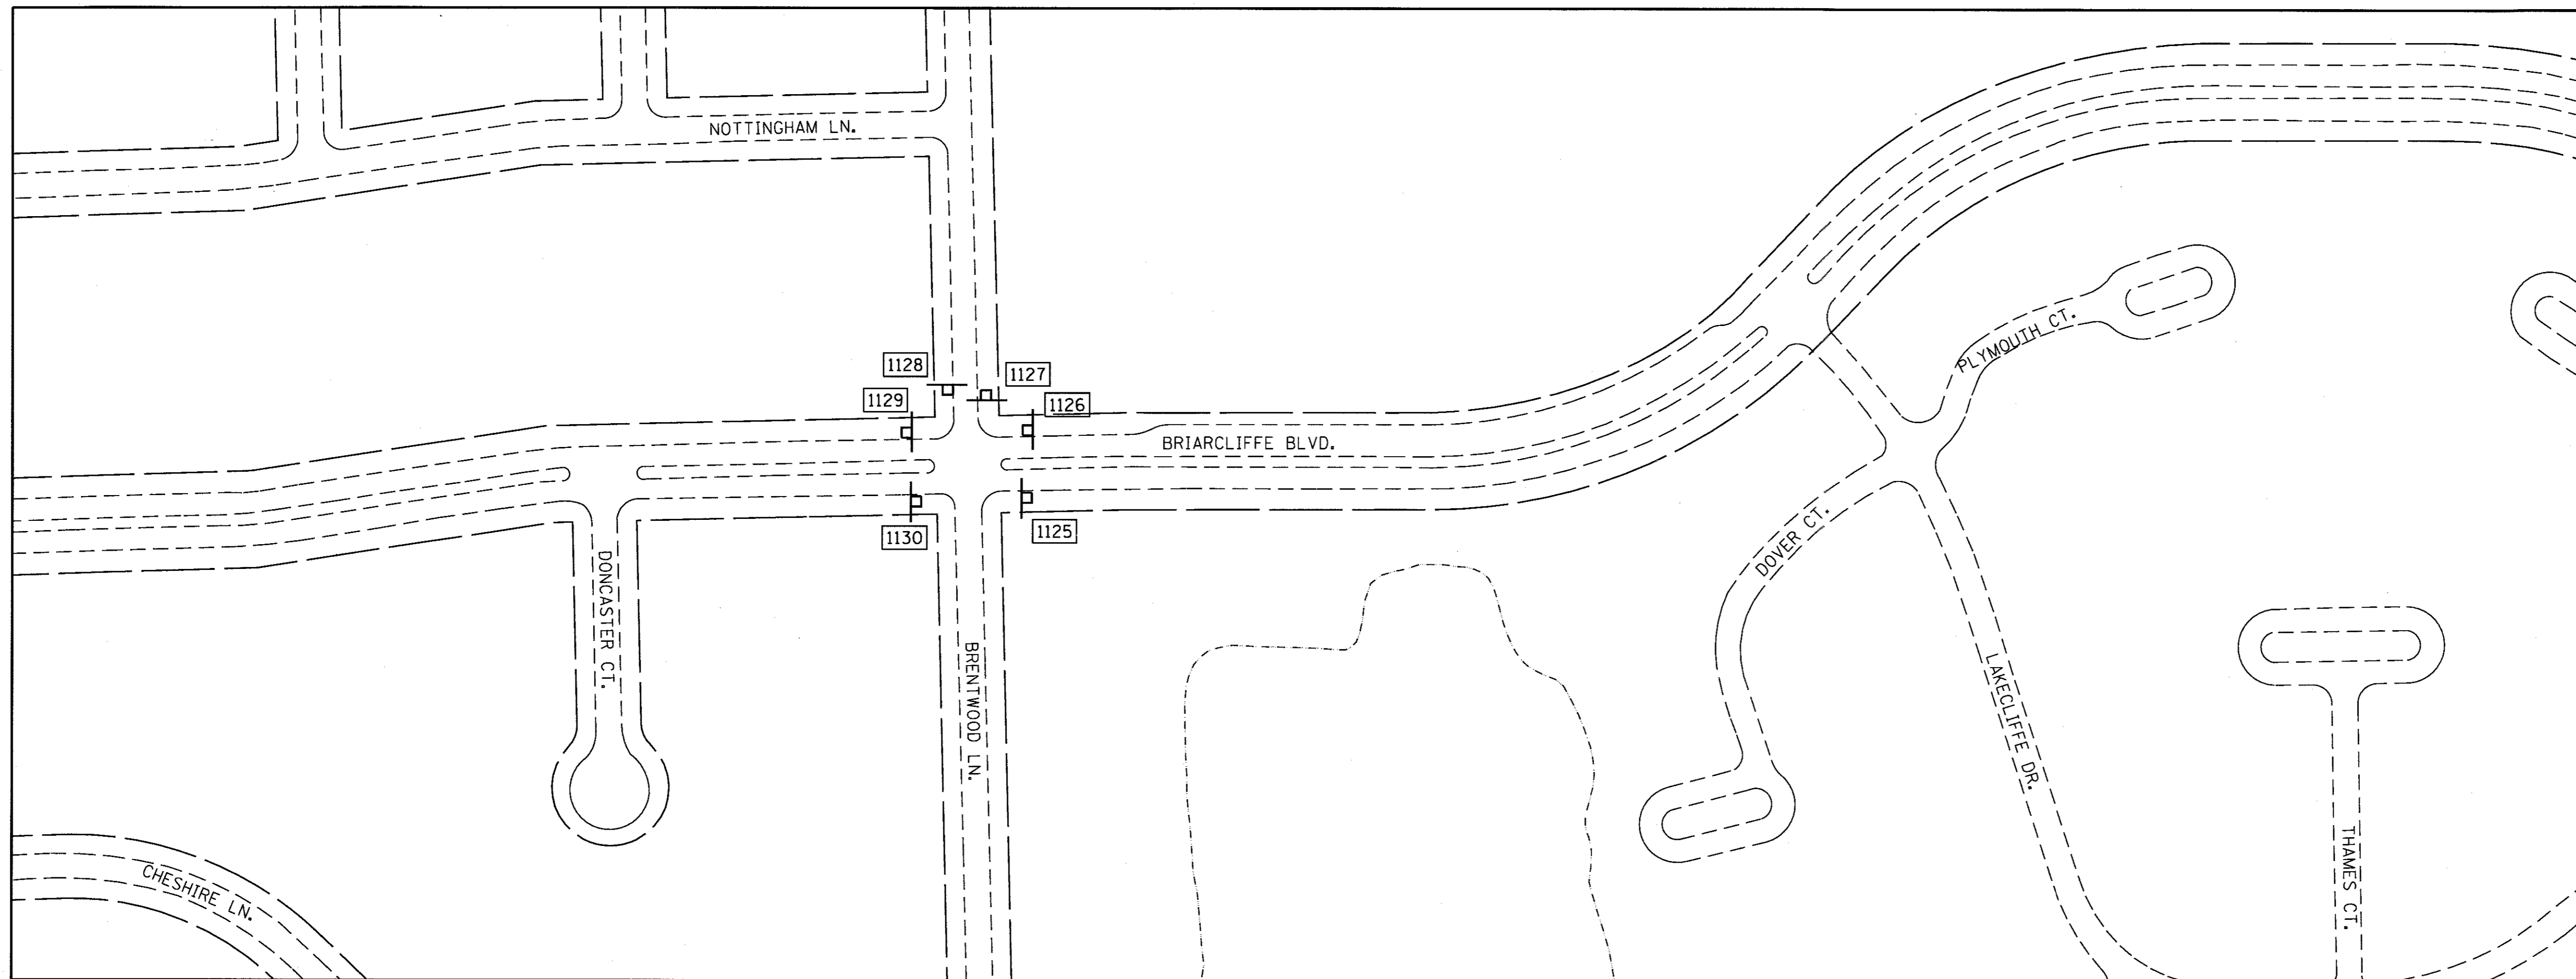 NOTTINGHAM LN.
PLYMOUTH CT.
1128
1127
1129
1126
BRIARCLIFFE BLVD.
1130
1125
DOVER CT.
DONCASTER CT.
BRENTWOOD LN.
LAKECLIFFE DR.
CHESHIRE LN.
THAMES CT.